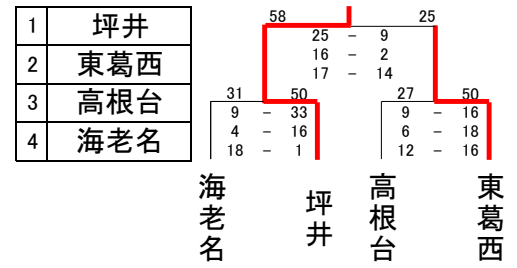 1 坪井
2 東葛西
3 高根台
4 海老名
58 25
25 - 9
16 - 2
17 - 14
31 50
9 - 33
4 - 16
18 - 1
27 50
9 - 16
6 - 18
12 - 16
海老名
坪井
高根台
東葛西